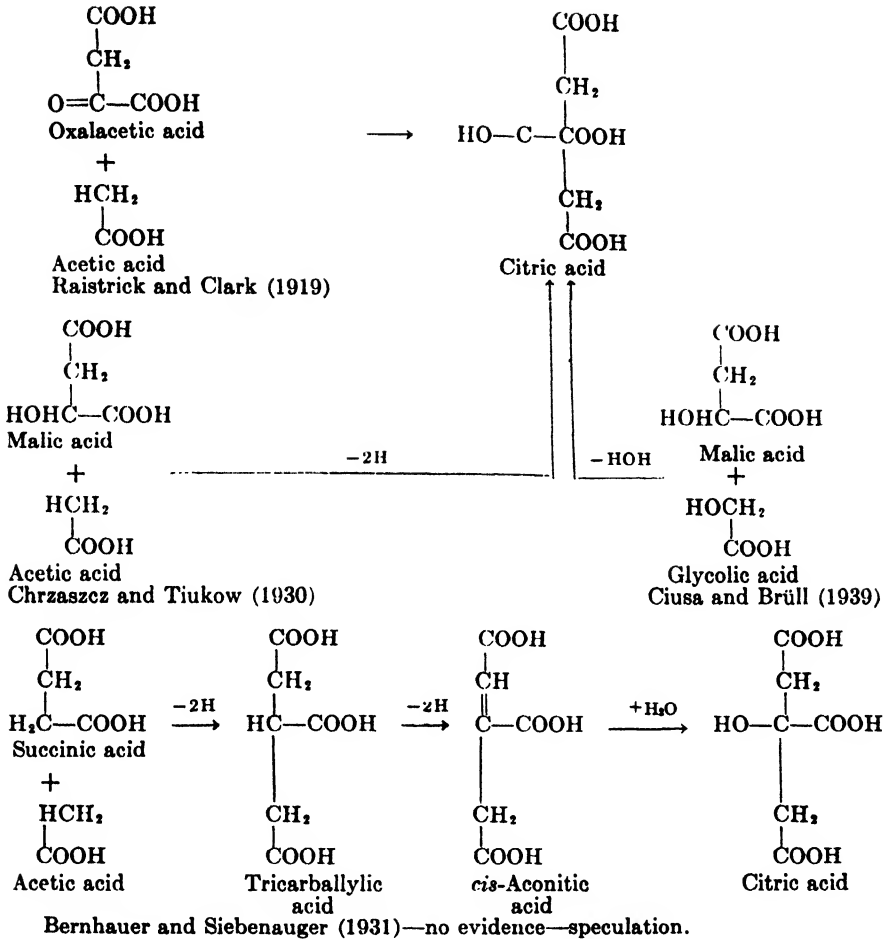 COOH
CH₂
O=C—COOH
Oxalacetic acid
+
HCH₂
COOH
Acetic acid
Raistrick and Clark (1919)
→
COOH
CH₂
HO—C—COOH
CH₂
COOH
Citric acid
COOH
CH₂
HOHC—COOH
Malic acid
+
HCH₂
COOH
Acetic acid
Chrzaszcz and Tiukow (1930)
−2H
−HOH
COOH
CH₂
HOHC—COOH
Malic acid
+
HOCH₂
COOH
Glycolic acid
Ciusa and Brüll (1939)
COOH
CH₂
H₂C—COOH
Succinic acid
+
HCH₂
COOH
Acetic acid
−2H
COOH
CH₂
HC—COOH
CH₂
COOH
Tricarballylic
acid
−2H
COOH
CH
C—COOH
CH₂
COOH
cis-Aconitic
acid
+H₂O
COOH
CH₂
HO—C—COOH
CH₂
COOH
Citric acid
Bernhauer and Siebenauger (1931)—no evidence—speculation.